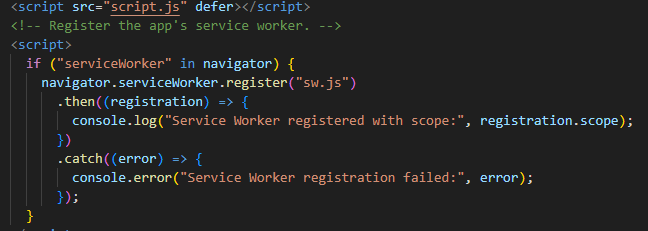 <script src="script.js" defer></script>
<!-- Register the app's service worker. -->
<script>
  if ("serviceWorker" in navigator) {
    navigator.serviceWorker.register("sw.js")
      .then((registration) => {
        console.log("Service Worker registered with scope:", registration.scope);
      })
      .catch((error) => {
        console.error("Service Worker registration failed:", error);
      });
  }